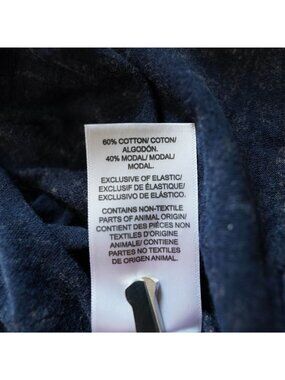 60% COTTON/ COTON/
ALGODÓN.
40% MODAL/ MODAL/
MODAL.
EXCLUSIVE OF ELASTIC/
EXCLUSIF DE ÉLASTIQUE/
EXCLUSIVO DE ELÁSTICO.
CONTAINS NON-TEXTILE
PARTS OF ANIMAL ORIGIN/
CONTIENT DES PIÈCES NON
TEXTILES D'ORIGINE
ANIMALE/ CONTIENE
PARTES NO TEXTILES
DE ORIGEN ANIMAL.